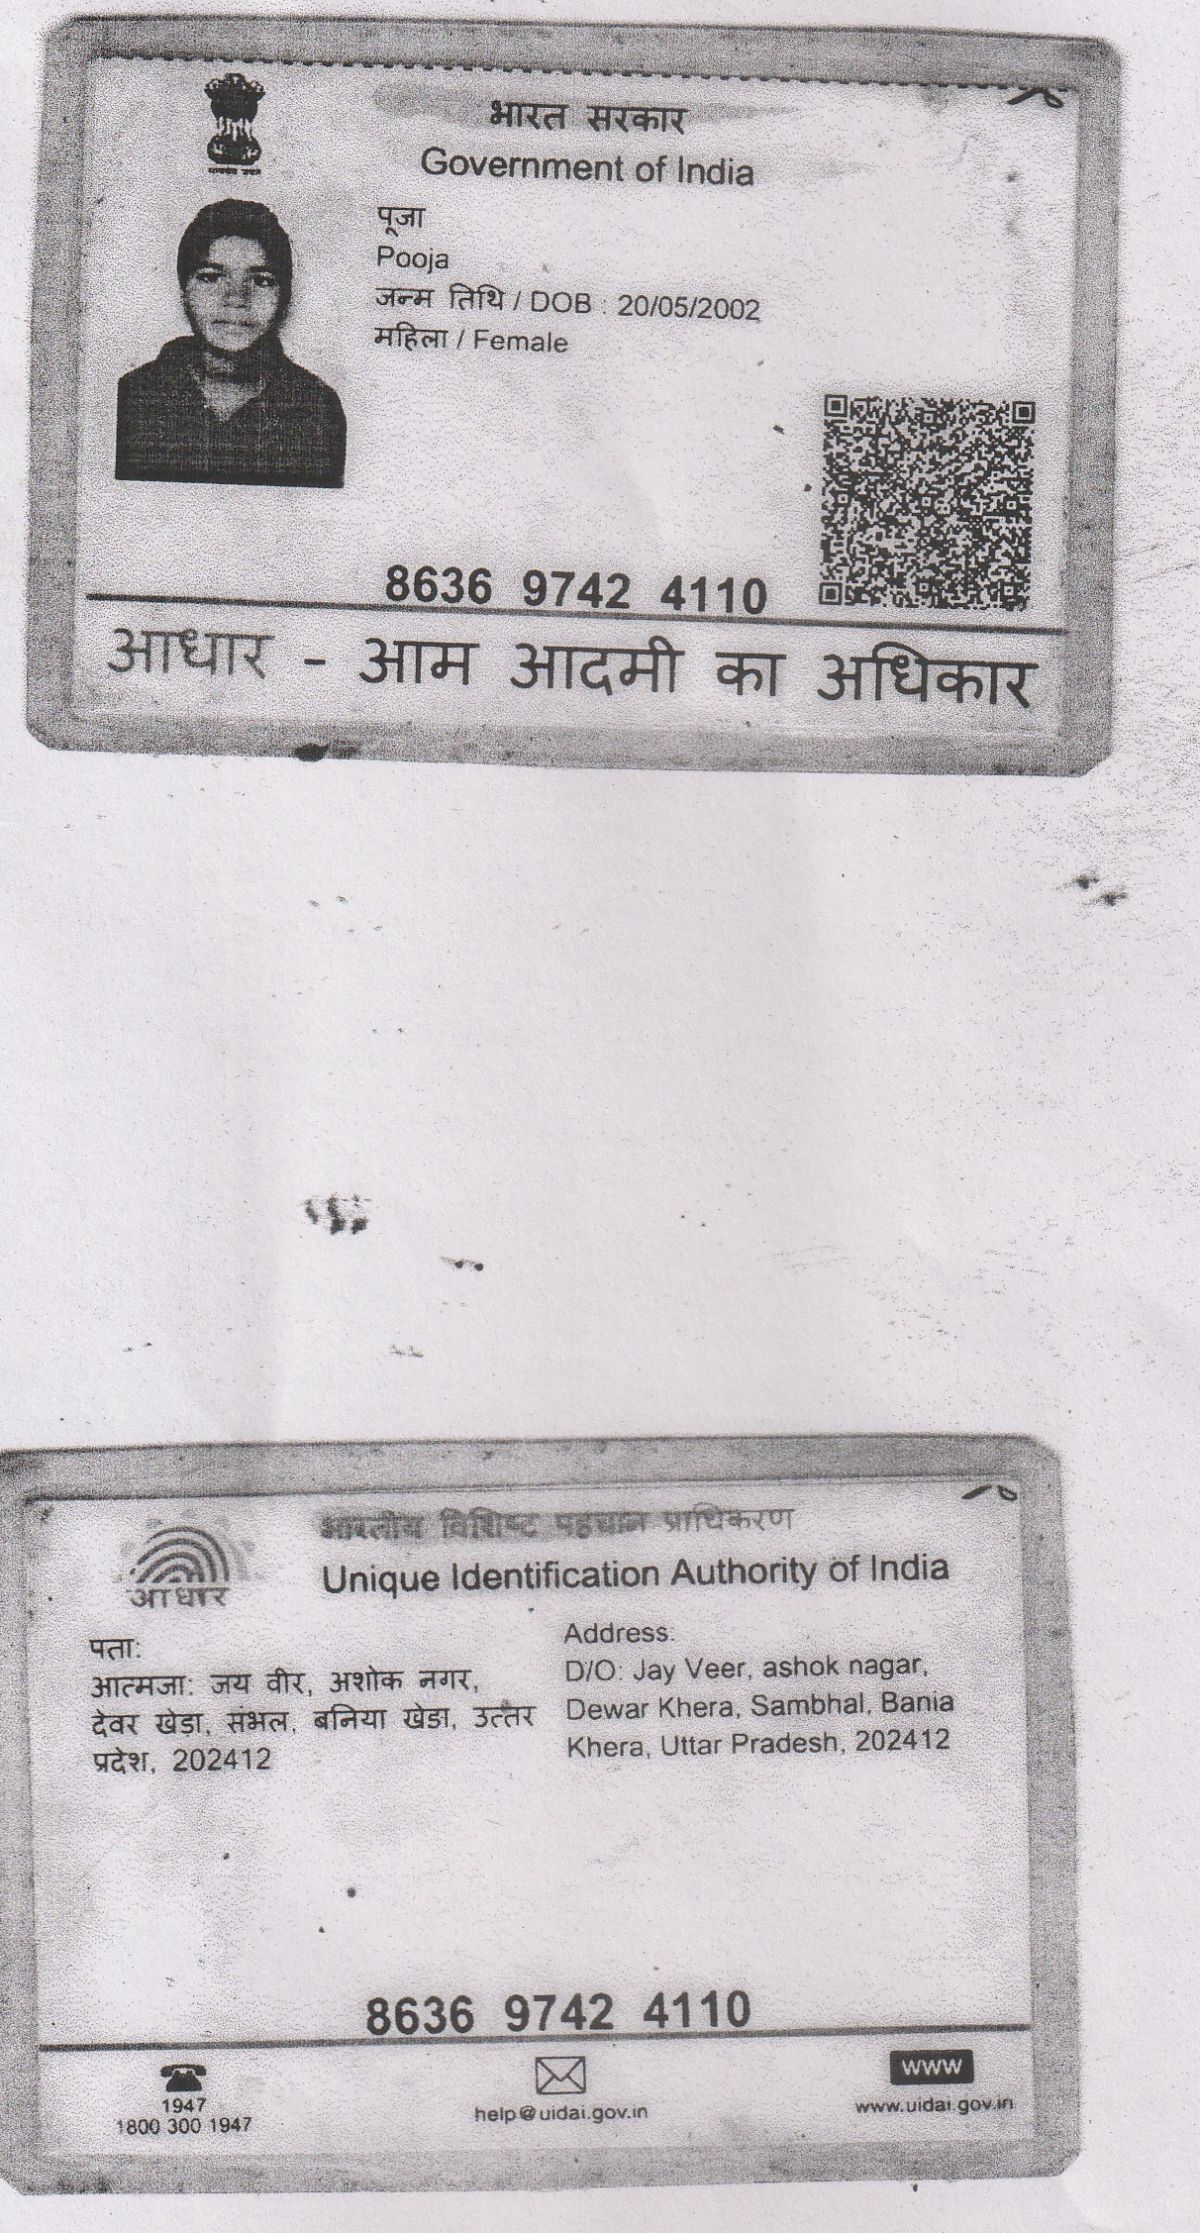 भारत सरकार
Government of India
पूजा
Pooja
जन्म तिथि / DOB : 20/05/2002
महिला / Female
8636 9742 4110
आधार - आम आदमी का अधिकार
भारतीय विशिष्ट पहचान प्राधिकरण
Unique Identification Authority of India
आधार
पता:
आत्मजा: जय वीर, अशोक नगर,
देवर खेडा, संभल, बनिया खेडा, उत्तर
प्रदेश, 202412
Address:
D/O: Jay Veer, ashok nagar,
Dewar Khera, Sambhal, Bania
Khera, Uttar Pradesh, 202412
8636 9742 4110
1947
1800 300 1947
help@uidai.gov.in
www
www.uidai.gov.in